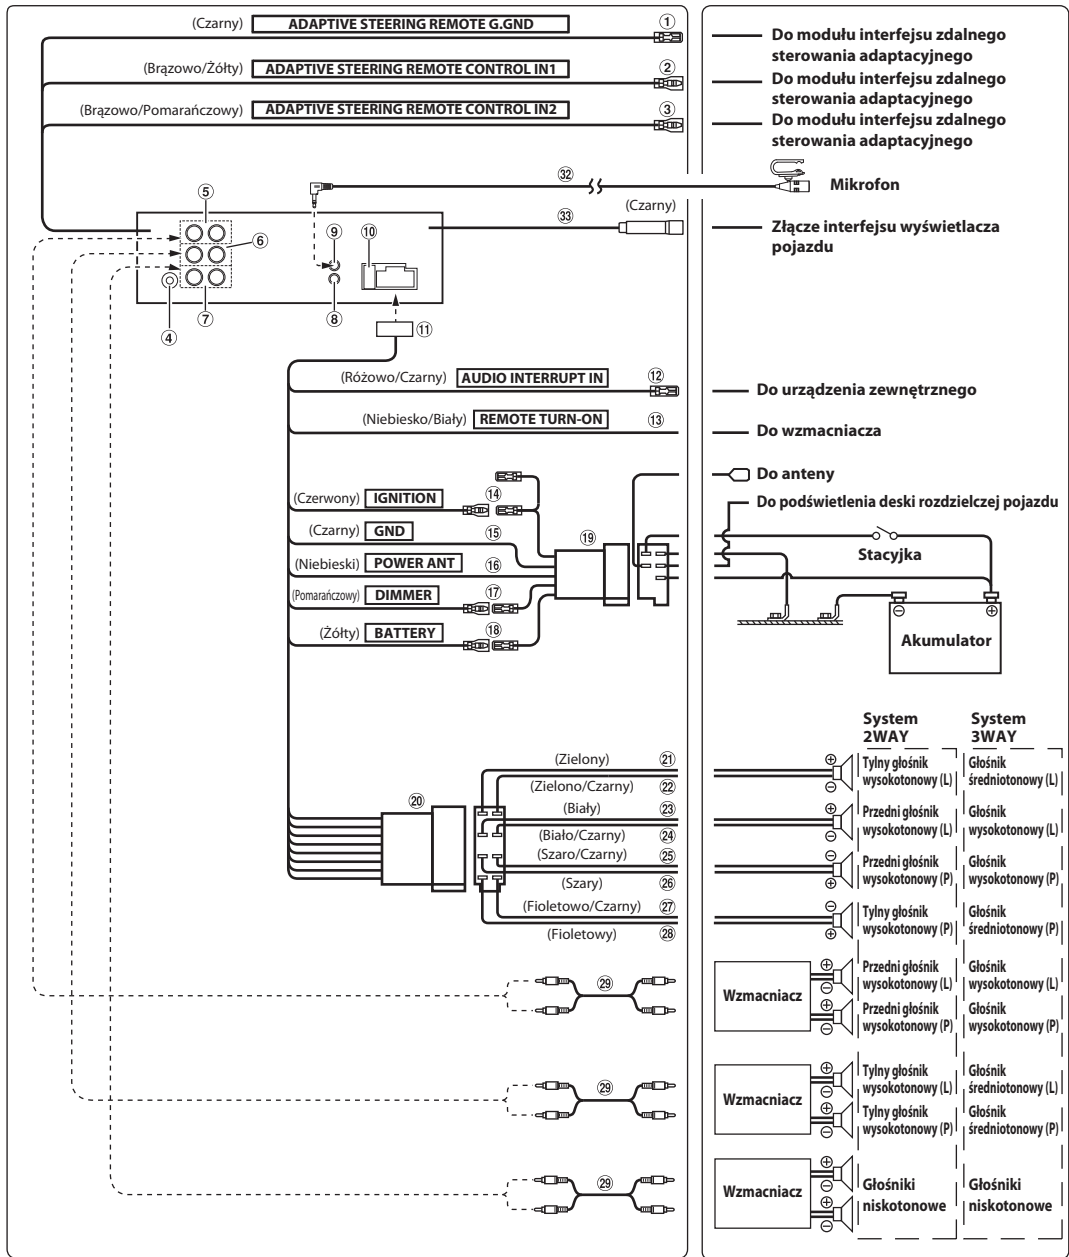 (Czarny) ADAPTIVE STEERING REMOTE G.GND ①
Do modułu interfejsu zdalnego
sterowania adaptacyjnego
(Brązowo/Żółty) ADAPTIVE STEERING REMOTE CONTROL IN1 ②
Do modułu interfejsu zdalnego
sterowania adaptacyjnego
(Brązowo/Pomarańczowy) ADAPTIVE STEERING REMOTE CONTROL IN2 ③
Do modułu interfejsu zdalnego
sterowania adaptacyjnego
㉜
Mikrofon
⑤
㉝ (Czarny)
Złącze interfejsu wyświetlacza
pojazdu
⑥
⑨ ⑩
④ ⑦ ⑧
⑪
(Różowo/Czarny) AUDIO INTERRUPT IN ⑫
Do urządzenia zewnętrznego
(Niebiesko/Biały) REMOTE TURN-ON ⑬
Do wzmacniacza
Do anteny
(Czerwony) IGNITION ⑭
Do podświetlenia deski rozdzielczej pojazdu
(Czarny) GND ⑮
⑲
Stacyjka
(Niebieski) POWER ANT ⑯
(Pomarańczowy) DIMMER ⑰
⊖ ⊕
(Żółty) BATTERY ⑱
Akumulator
System
2WAY
System
3WAY
(Zielony) ㉑
(Zielono/Czarny) ㉒
⊕
⊖
Tylny głośnik
wysokotonowy (L)
Głośnik
średniotonowy (L)
⑳
(Biały) ㉓
(Biało/Czarny) ㉔
⊕
⊖
Przedni głośnik
wysokotonowy (L)
Głośnik
wysokotonowy (L)
(Szaro/Czarny) ㉕
(Szary) ㉖
⊖
⊕
Przedni głośnik
wysokotonowy (P)
Głośnik
wysokotonowy (P)
(Fioletowo/Czarny) ㉗
(Fioletowy) ㉘
⊖
⊕
Tylny głośnik
wysokotonowy (P)
Głośnik
średniotonowy (P)
㉙
Wzmacniacz
⊕
⊖
Przedni głośnik
wysokotonowy (L)
Głośnik
wysokotonowy (L)
⊕
⊖
Przedni głośnik
wysokotonowy (P)
Głośnik
wysokotonowy (P)
㉙
Wzmacniacz
⊕
⊖
Tylny głośnik
wysokotonowy (L)
Głośnik
średniotonowy (L)
⊕
⊖
Tylny głośnik
wysokotonowy (P)
Głośnik
średniotonowy (P)
㉙
Wzmacniacz
⊕
⊖
⊕
⊖
Głośniki
niskotonowe
Głośniki
niskotonowe